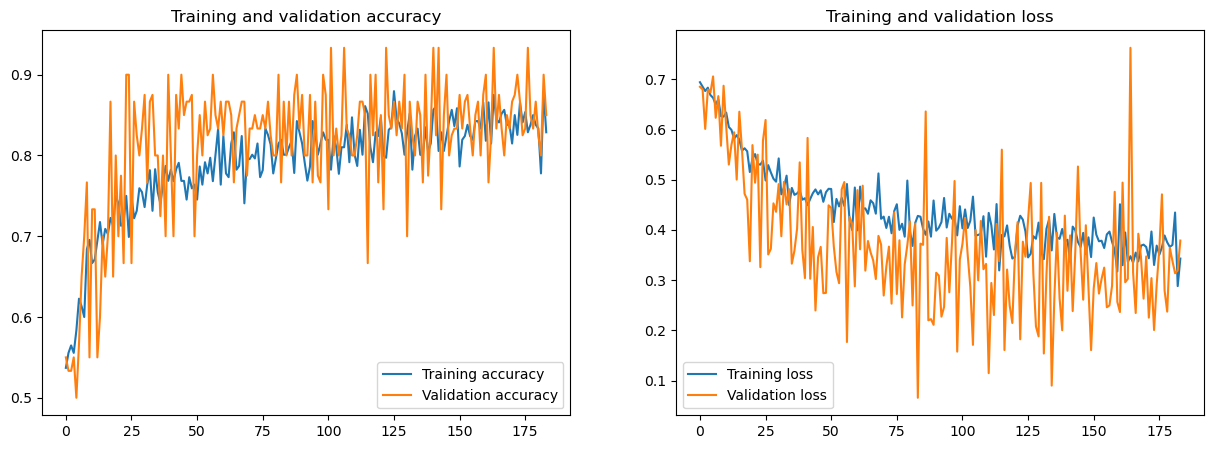 Training and validation accuracy
0.9
0.8
0.7
0.6
0.5
Training accuracy
Validation accuracy
0 25 50 75 100 125 150 175
Training and validation loss
0.7
0.6
0.5
0.4
0.3
0.2
0.1
Training loss
Validation loss
0 25 50 75 100 125 150 175